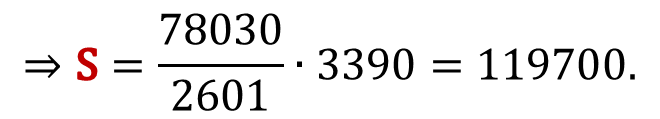 ⇒ S = 78030/2601 · 3390 = 119700.